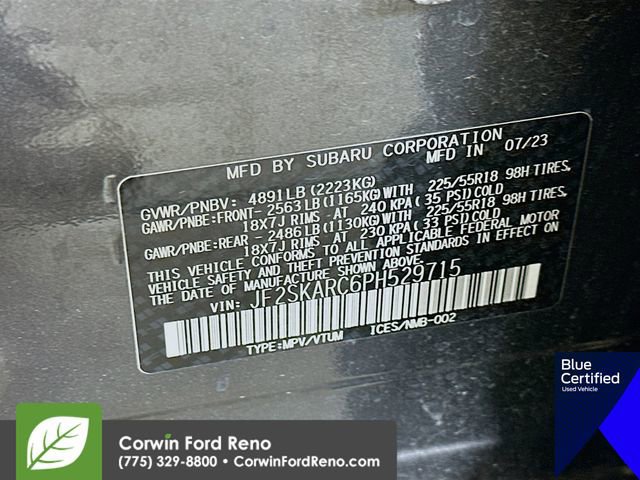 MFD BY SUBARU CORPORATION
MFD IN 07/23
GVWR/PNBV: 4891LB(2223KG)
GAWR/PNBE:FRONT- 2563LB(1165KG)WITH 225/55R18 98H TIRES,
18X7J RIMS- AT 240 KPA(35 PSI)COLD
GAWR/PNBE:REAR - 2486LB(1130KG)WITH 225/55R18 98H TIRES,
18X7J RIMS- AT 230 KPA(33 PSI)COLD
THIS VEHICLE CONFORMS TO ALL APPLICABLE FEDERAL MOTOR
VEHICLE SAFETY AND THEFT PREVENTION STANDARDS IN EFFECT
ON THE DATE OF MANUFACTURE SHOWN ABOVE.
VIN: JF2SKARC6PH529715
TYPE:MPV/VTUM ICES/NMB-002
Blue
Certified
Used Vehicle
Corwin Ford Reno
(775) 329-8800 • CorwinFordReno.com